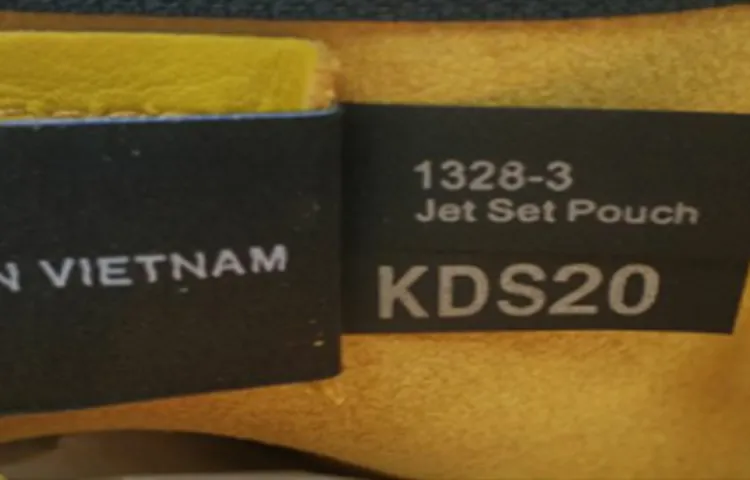 N VIETNAM
1328-3
Jet Set Pouch
KDS20